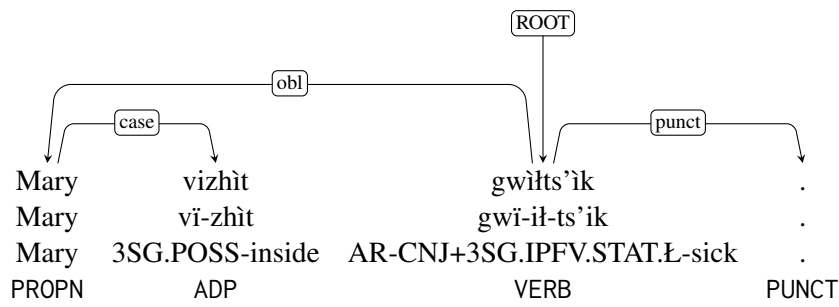 ROOT
obl
case punct
Mary vizhìt gwìłts’ìk .
Mary vï-zhìt gwï-ił-ts’ik .
Mary 3SG.POSS-inside AR-CNJ+3SG.IPFV.STAT.Ł-sick .
PROPN ADP VERB PUNCT